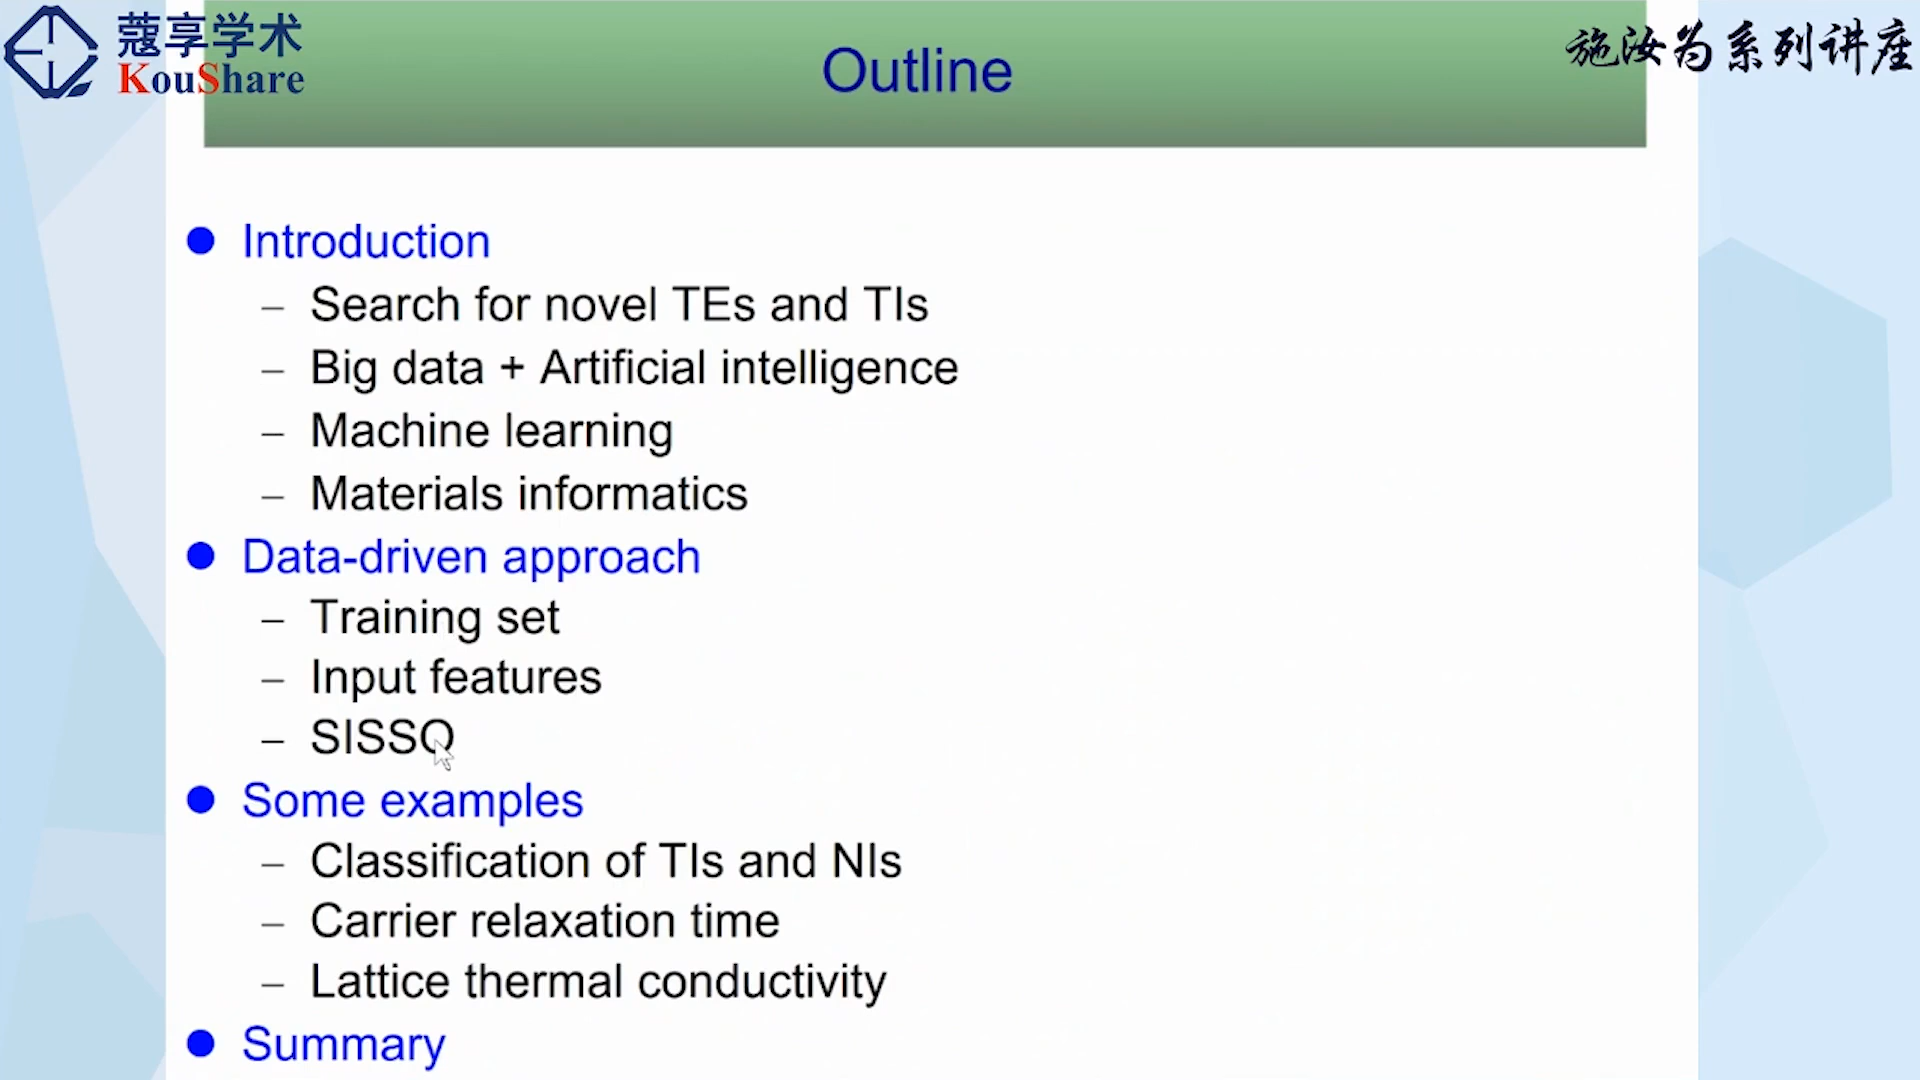 蔻享学术
KouShare
Outline
施汝为系列讲座
Introduction
– Search for novel TEs and TIs
– Big data + Artificial intelligence
– Machine learning
– Materials informatics
Data-driven approach
– Training set
– Input features
– SISSO
Some examples
– Classification of TIs and NIs
– Carrier relaxation time
– Lattice thermal conductivity
Summary